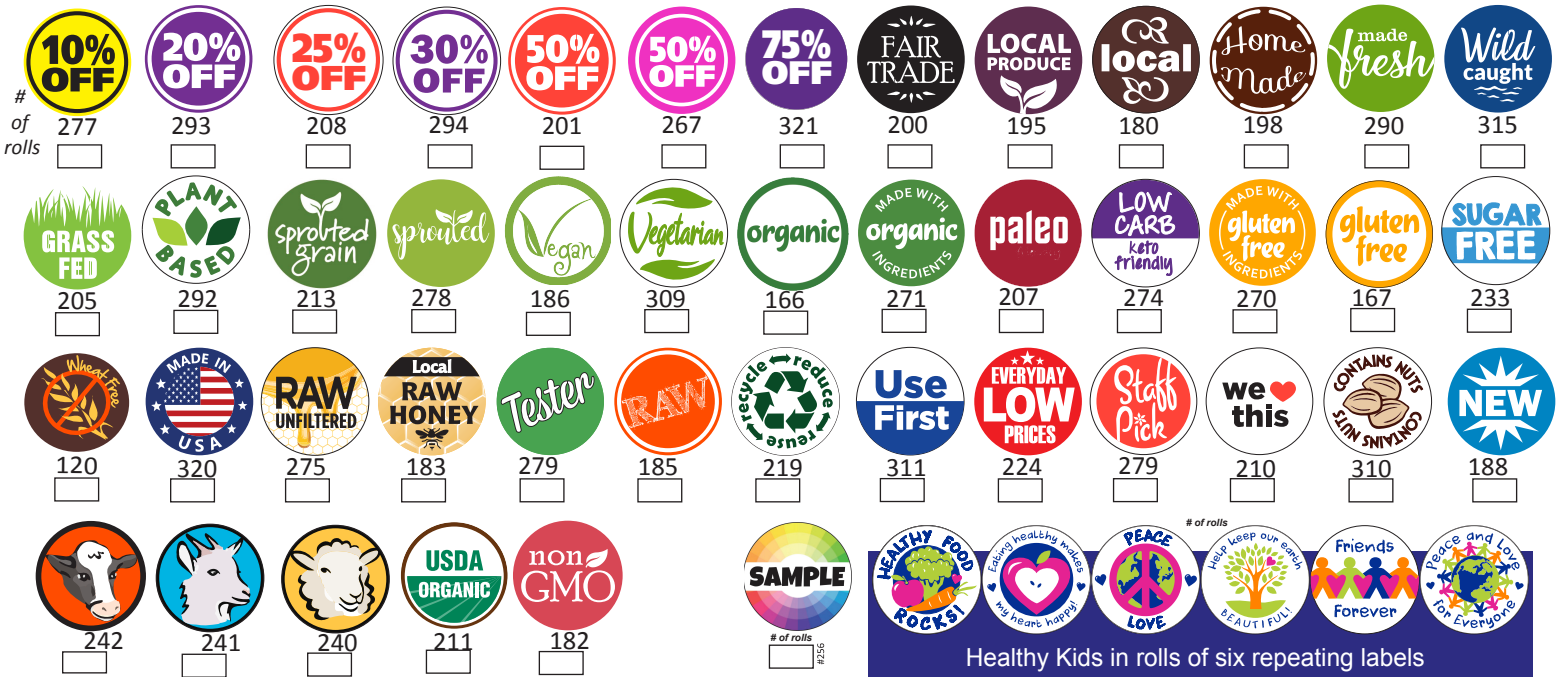 10%
OFF
20%
OFF
25%
OFF
30%
OFF
50%
OFF
50%
OFF
75%
OFF
FAIR
TRADE
LOCAL
PRODUCE
local
Home
Made
made
fresh
Wild
caught
#
of
rolls
277
293
208
294
201
267
321
200
195
180
198
290
315
GRASS
FED
PLANT
BASED
sprouted
grain
sprouted
Vegan
Vegetarian
organic
MADE WITH
organic
INGREDIENTS
paleo
LOW
CARB
keto
friendly
MADE WITH
gluten
free
INGREDIENTS
gluten
free
SUGAR
FREE
205
292
213
278
186
309
166
271
207
274
270
167
233
Wheat Free
MADE IN
USA
RAW
UNFILTERED
Local
RAW
HONEY
Tester
RAW
recycle
reduce
reuse
Use
First
EVERYDAY
LOW
PRICES
Staff
Pick
we
this
CONTAINS NUTS
CONTAINS NUTS
NEW
120
320
275
183
279
185
219
311
224
279
210
310
188
USDA
ORGANIC
non
GMO
242
241
240
211
182
SAMPLE
# of rolls
#256
# of rolls
HEALTHY FOOD
ROCKS!
Eating healthy makes
my heart happy!
PEACE
LOVE
Help keep our earth
BEAUTIFUL!
Friends
Forever
Peace and Love
for Everyone
Healthy Kids in rolls of six repeating labels